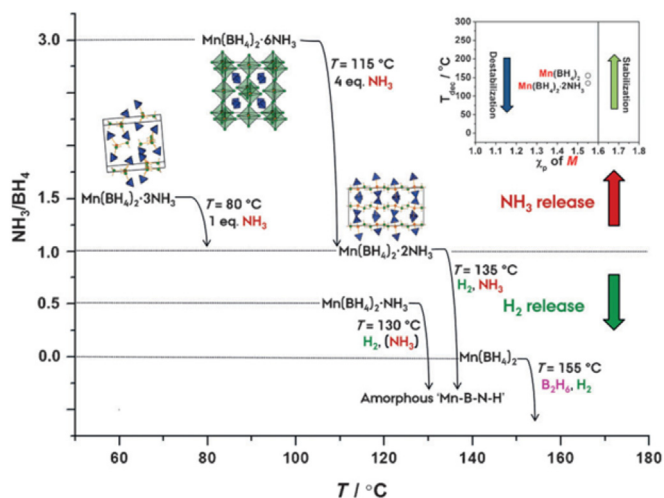 3.0
1.5
1.0
0.5
0.0
NH₃/BH₄
60
80
100
120
140
160
180
T / °C
Mn(BH₄)₂·6NH₃
T = 115 °C
4 eq. NH₃
Mn(BH₄)₂·3NH₃
T = 80 °C
1 eq. NH₃
Mn(BH₄)₂·2NH₃
T = 135 °C
H₂, NH₃
Mn(BH₄)₂·NH₃
T = 130 °C
H₂, (NH₃)
Mn(BH₄)₂
T = 155 °C
B₂H₆, H₂
Amorphous 'Mn-B-N-H'
NH₃ release
H₂ release
300
250
200
150
100
50
0
T_dec / °C
Destabilization
Mn(BH₄)₂
Mn(BH₄)₂·2NH₃
Stabilization
1.0
1.1
1.2
1.3
1.4
1.5
1.6
1.7
1.8
χₚ of M